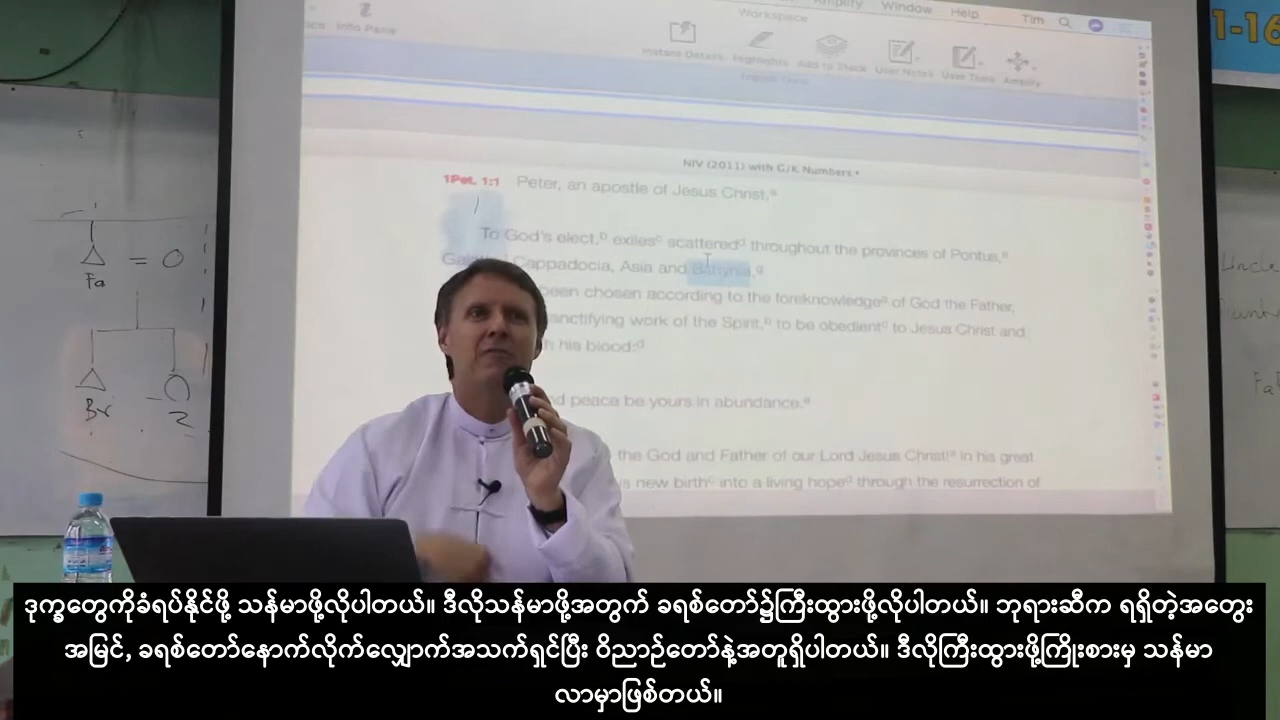 Amplify Window Help Tim
Workspace
Info Pane
Instant Details Highlights Add to Stack User Notes User Tools Amplify
1-16
NIV (2011) with G/K Numbers
1Pet. 1:1 Peter, an apostle of Jesus Christ,ᵃ
To God's elect,ᵇ exilesᶜ scatteredᵈ throughout the provinces of Pontus,ᵉ
Cappadocia, Asia and Bithynia,ᵍ
been chosen according to the foreknowledgeᵃ of God the Father,
sanctifying work of the Spirit,ᵇ to be obedientᶜ to Jesus Christ and
his blood:ᵈ
peace be yours in abundance.ᵉ
the God and Father of our Lord Jesus Christ!ᵃ In his great
new birthᶜ into a living hopeᵈ through the resurrection of
= O
Fa
Br
Z
ဒုက္ခတွေကိုခံရပ်နိုင်ဖို့ သန်မာဖို့လိုပါတယ်။ ဒီလိုသန်မာဖို့အတွက် ခရစ်တော်၌ကြီးထွားဖို့လိုပါတယ်။ ဘုရားဆီက ရရှိတဲ့အတွေး
အမြင်, ခရစ်တော်နောက်လိုက်လျှောက်အသက်ရှင်ပြီး ဝိညာဉ်တော်နဲ့အတူရှိပါတယ်။ ဒီလိုကြီးထွားဖို့ကြိုးစားမှ သန်မာ
လာမှာဖြစ်တယ်။